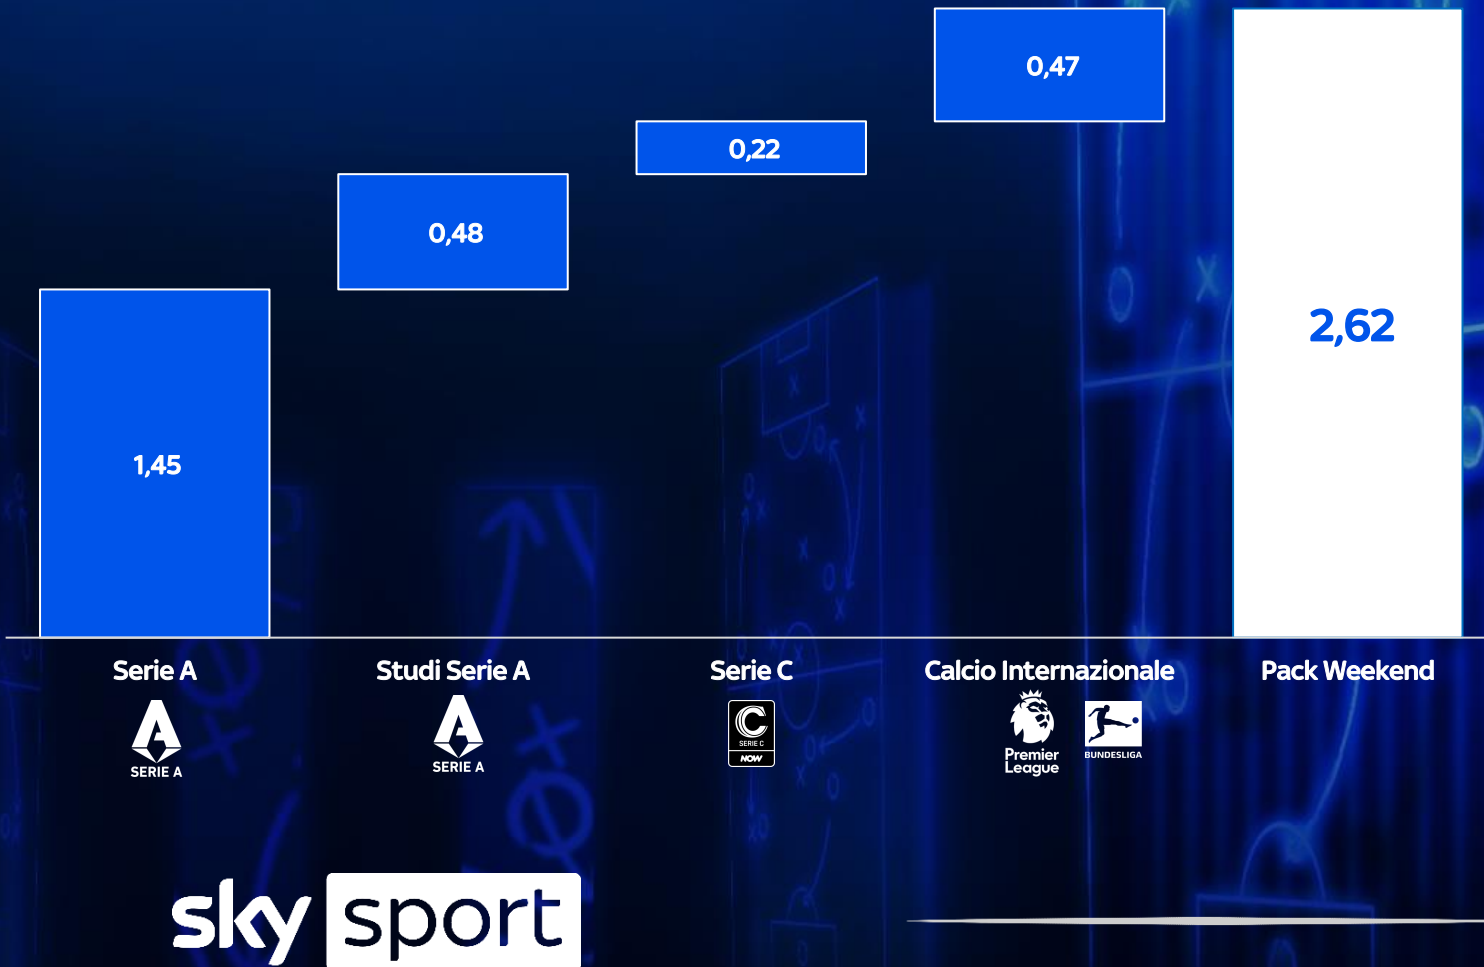 0,47
0,22
0,48
2,62
1,45
Serie A
Studi Serie A
Serie C
Calcio Internazionale
Pack Weekend
SERIE A
SERIE A
SERIE C
NOW
Premier
League
BUNDESLIGA
sky sport